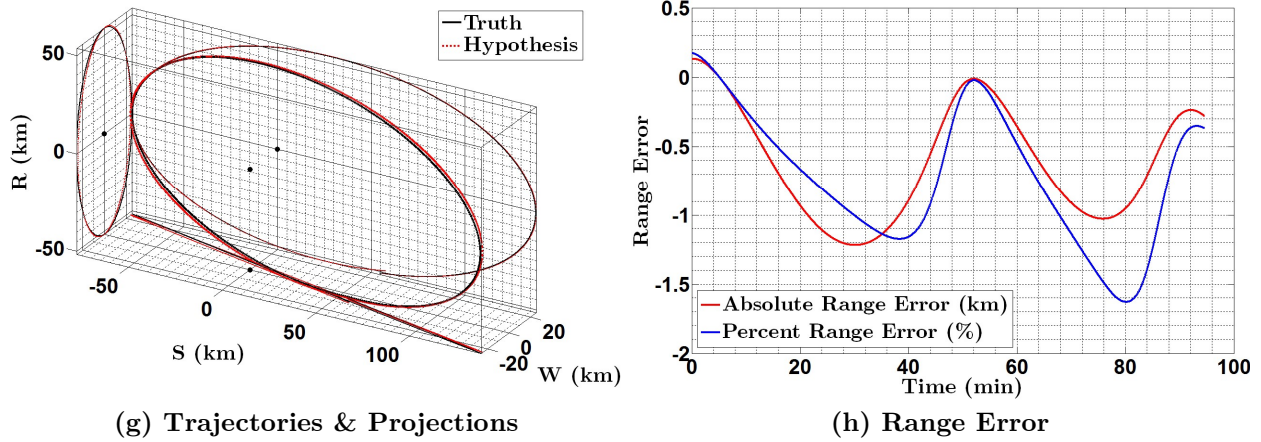 Truth
Hypothesis
50
0
-50
R (km)
-50
0
50
100
S (km)
20
0
-20
W (km)
(g) Trajectories & Projections
0.5
0
-0.5
-1
-1.5
-2
Range Error
Absolute Range Error (km)
Percent Range Error (%)
0
20
40
60
80
100
Time (min)
(h) Range Error